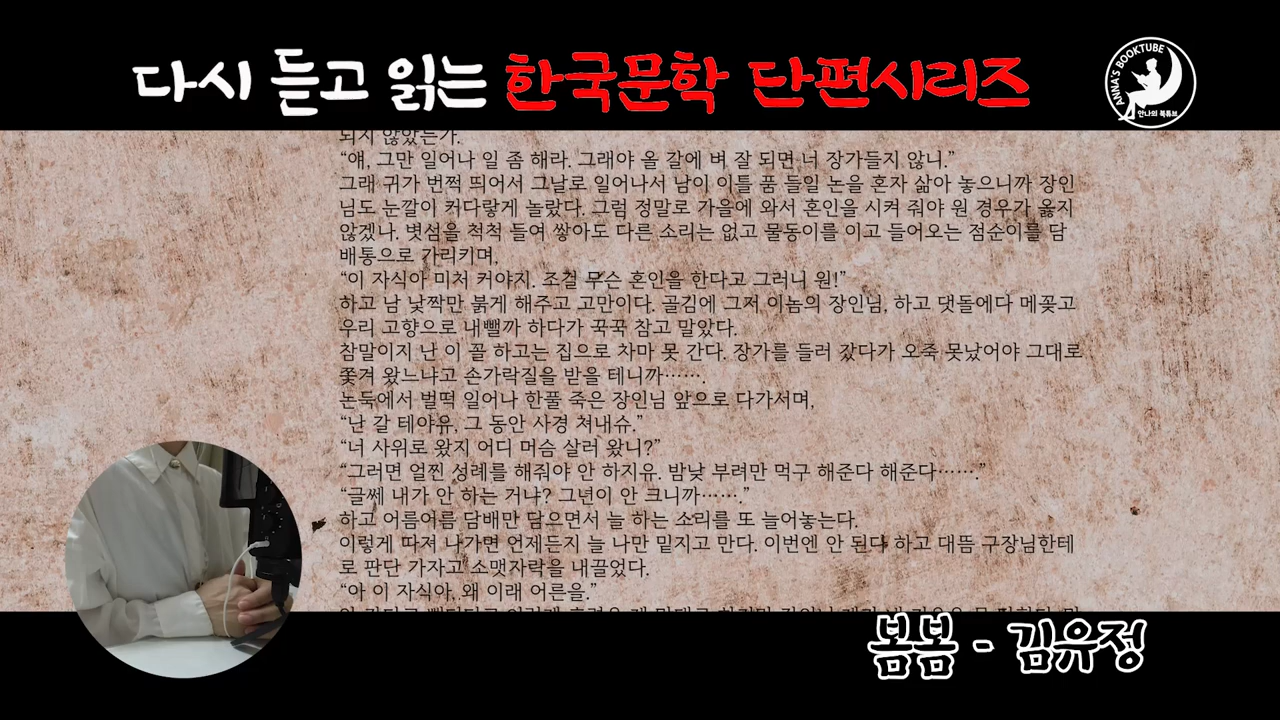 다시 듣고 읽는 한국문학 단편시리즈
ANNA'S BOOKTUBE
안나의 북튜브
되지 않았는가.
“얘, 그만 일어나 일 좀 해라. 그래야 올 갈에 벼 잘 되면 너 장가들지 않니.”
그래 귀가 번쩍 띄어서 그날로 일어나서 남이 이틀 품 들일 논을 혼자 삶아 놓으니까 장인
님도 눈깔이 커다랗게 놀랐다. 그럼 정말로 가을에 와서 혼인을 시켜 줘야 원 경우가 옳지
않겠나. 볏섬을 척척 들여 쌓아도 다른 소리는 없고 물동이를 이고 들어오는 점순이를 담
배통으로 가리키며,
“이 자식아 미처 커야지. 조걸 무슨 혼인을 한다고 그러니 원!”
하고 남 낯짝만 붉게 해주고 고만이다. 골김에 그저 이놈의 장인님, 하고 댓돌에다 메꽂고
우리 고향으로 내뺄까 하다가 꾹꾹 참고 말았다.
참말이지 난 이 꼴 하고는 집으로 차마 못 간다. 장가를 들러 갔다가 오죽 못났어야 그대로
쫓겨 왔느냐고 손가락질을 받을 테니까…….
논둑에서 벌떡 일어나 한풀 죽은 장인님 앞으로 다가서며,
“난 갈 테야유, 그 동안 사경 쳐내슈.”
“너 사위로 왔지 어디 머슴 살러 왔니?”
“그러면 얼찐 성례를 해줘야 안 하지유. 밤낮 부려만 먹구 해준다 해준다…….”
“글쎄 내가 안 하는 거냐? 그년이 안 크니까…….”
하고 어름어름 담배만 담으면서 늘 하는 소리를 또 늘어놓는다.
이렇게 따져 나가면 언제든지 늘 나만 밑지고 만다. 이번엔 안 된다 하고 대뜸 구장님한테
로 판단 가자고 소맷자락을 내끌었다.
“아 이 자식아, 왜 이래 어른을.”
봄봄 - 김유정